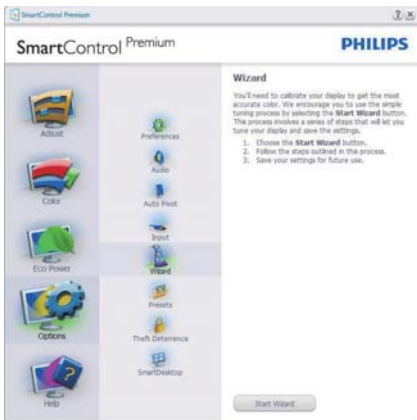 SmartControl Premium
SmartControl Premium
PHILIPS
Adjust
Color
Eco Power
Options
Help
Preferences
Audio
Auto Pivot
Input
Wizard
Presets
Theft Deterrence
SmartDesktop
Wizard
You'll need to calibrate your display to get the most
accurate color. We encourage you to use the simple
tuning process by selecting the Start Wizard button.
The process involves a series of steps that will let you
tune your display and save the settings.
1. Choose the Start Wizard button.
2. Follow the steps outlined in this process.
3. Save your settings for future use.
Start Wizard